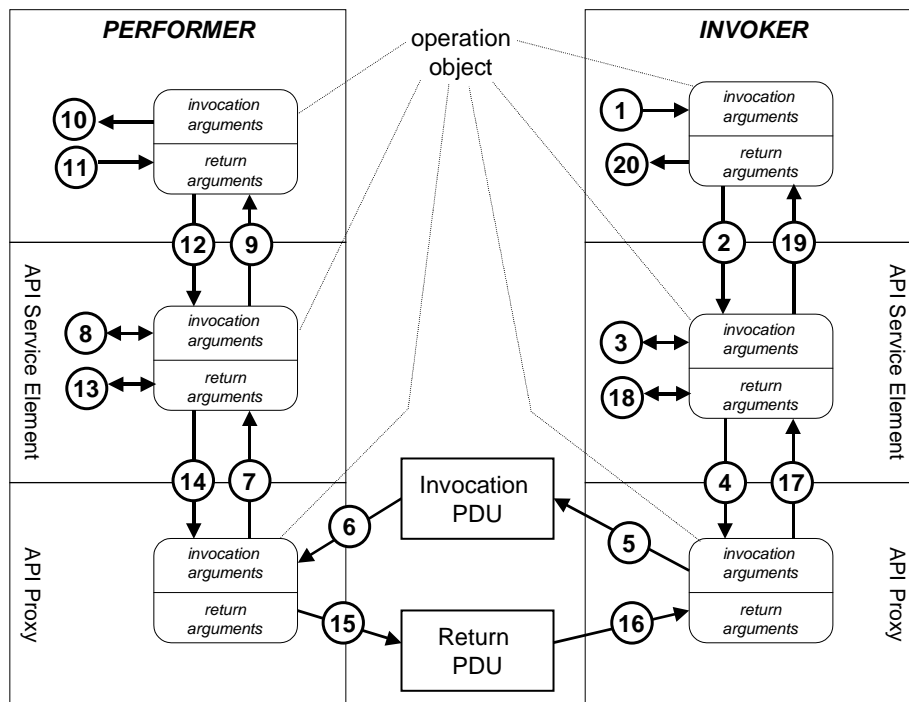 PERFORMER
operation
object
INVOKER
10
invocation
arguments
11
return
arguments
1
invocation
arguments
20
return
arguments
12
9
2
19
API Service Element
8
invocation
arguments
13
return
arguments
3
invocation
arguments
18
return
arguments
API Service Element
14
7
4
17
API Proxy
invocation
arguments
return
arguments
6
Invocation
PDU
5
15
Return
PDU
16
invocation
arguments
return
arguments
API Proxy